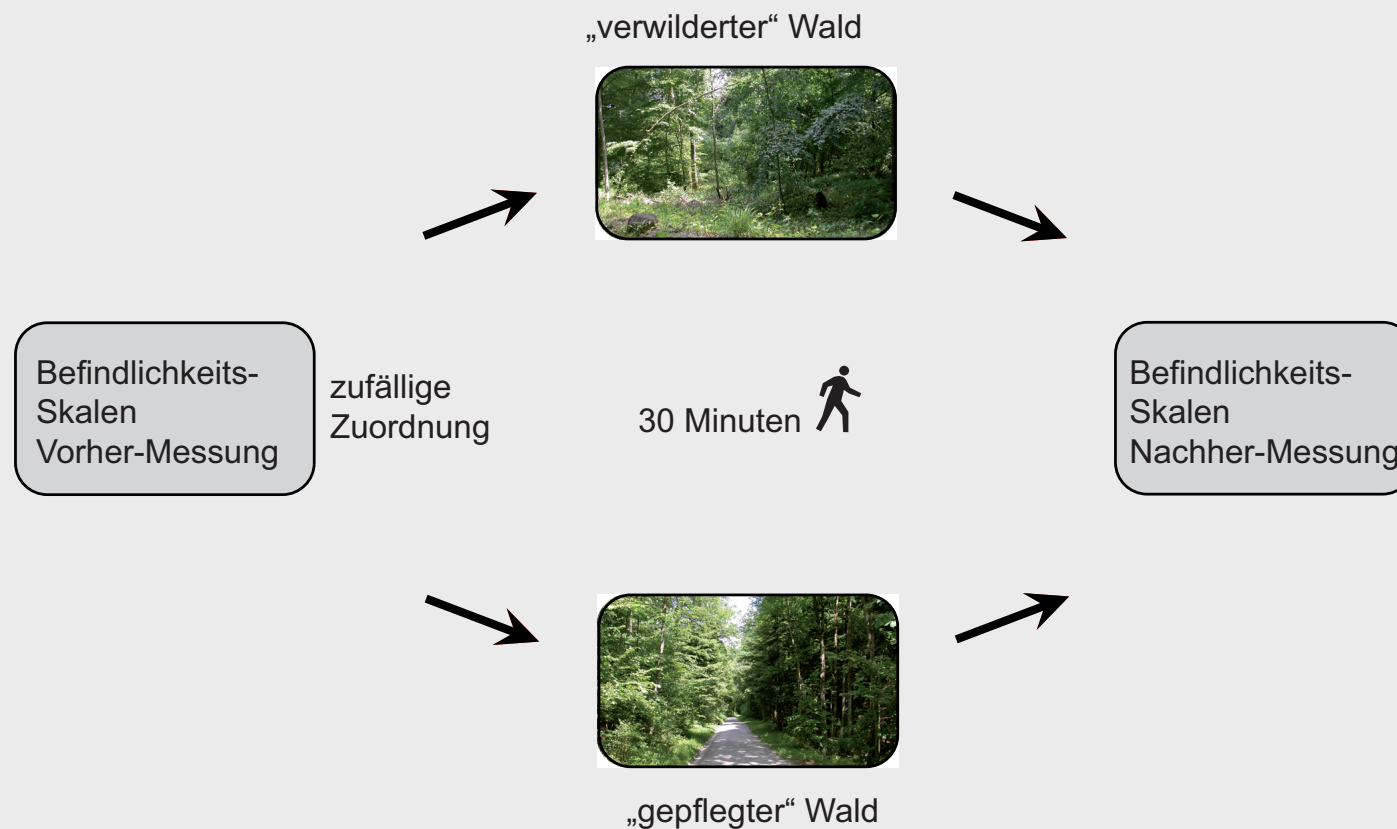 „verwilderter“ Wald
Befindlichkeits-
Skalen
Vorher-Messung
zufällige
Zuordnung
30 Minuten
Befindlichkeits-
Skalen
Nachher-Messung
„gepflegter“ Wald